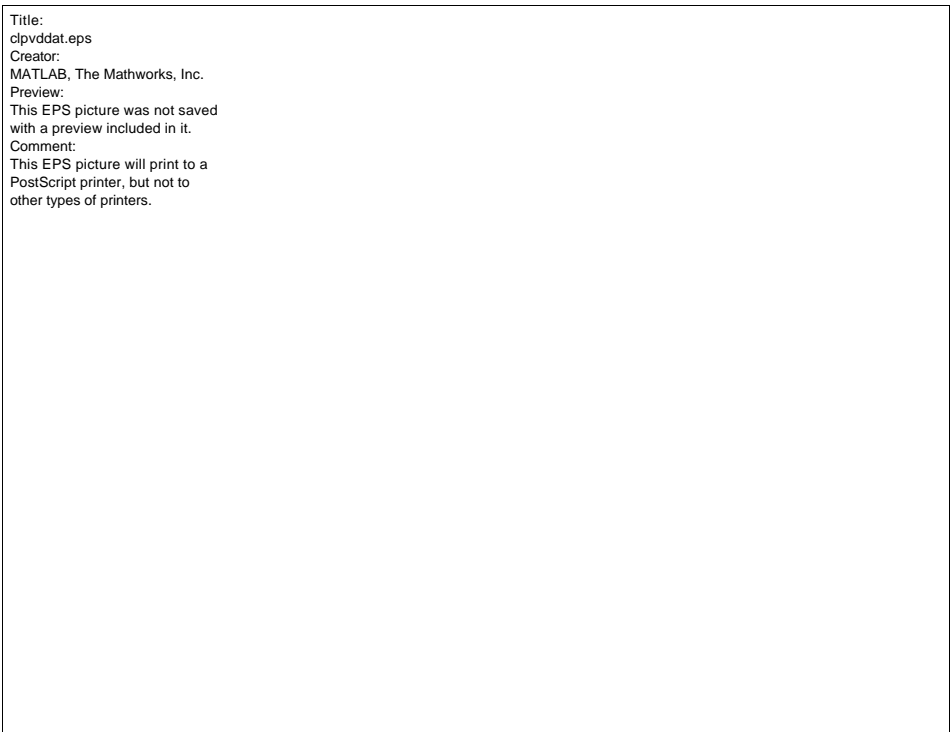 Title:
clpvddat.eps
Creator:
MATLAB, The Mathworks, Inc.
Preview:
This EPS picture was not saved
with a preview included in it.
Comment:
This EPS picture will print to a
PostScript printer, but not to
other types of printers.